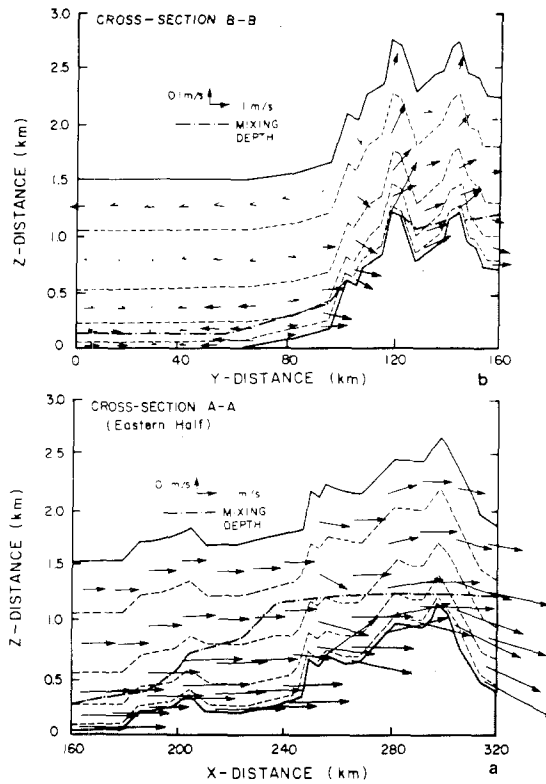 3.0
CROSS-SECTION B-B
2.5
0.1 m/s
1 m/s
MIXING
DEPTH
2.0
1.5
1.0
0.5
0
Z-DISTANCE (km)
0 40 80 120 160
Y-DISTANCE (km)
b
3.0
CROSS-SECTION A-A
(Eastern Half)
2.5
m/s
MIXING
DEPTH
2.0
1.5
1.0
0.5
0
Z-DISTANCE (km)
160 200 240 280 320
X-DISTANCE (km)
a